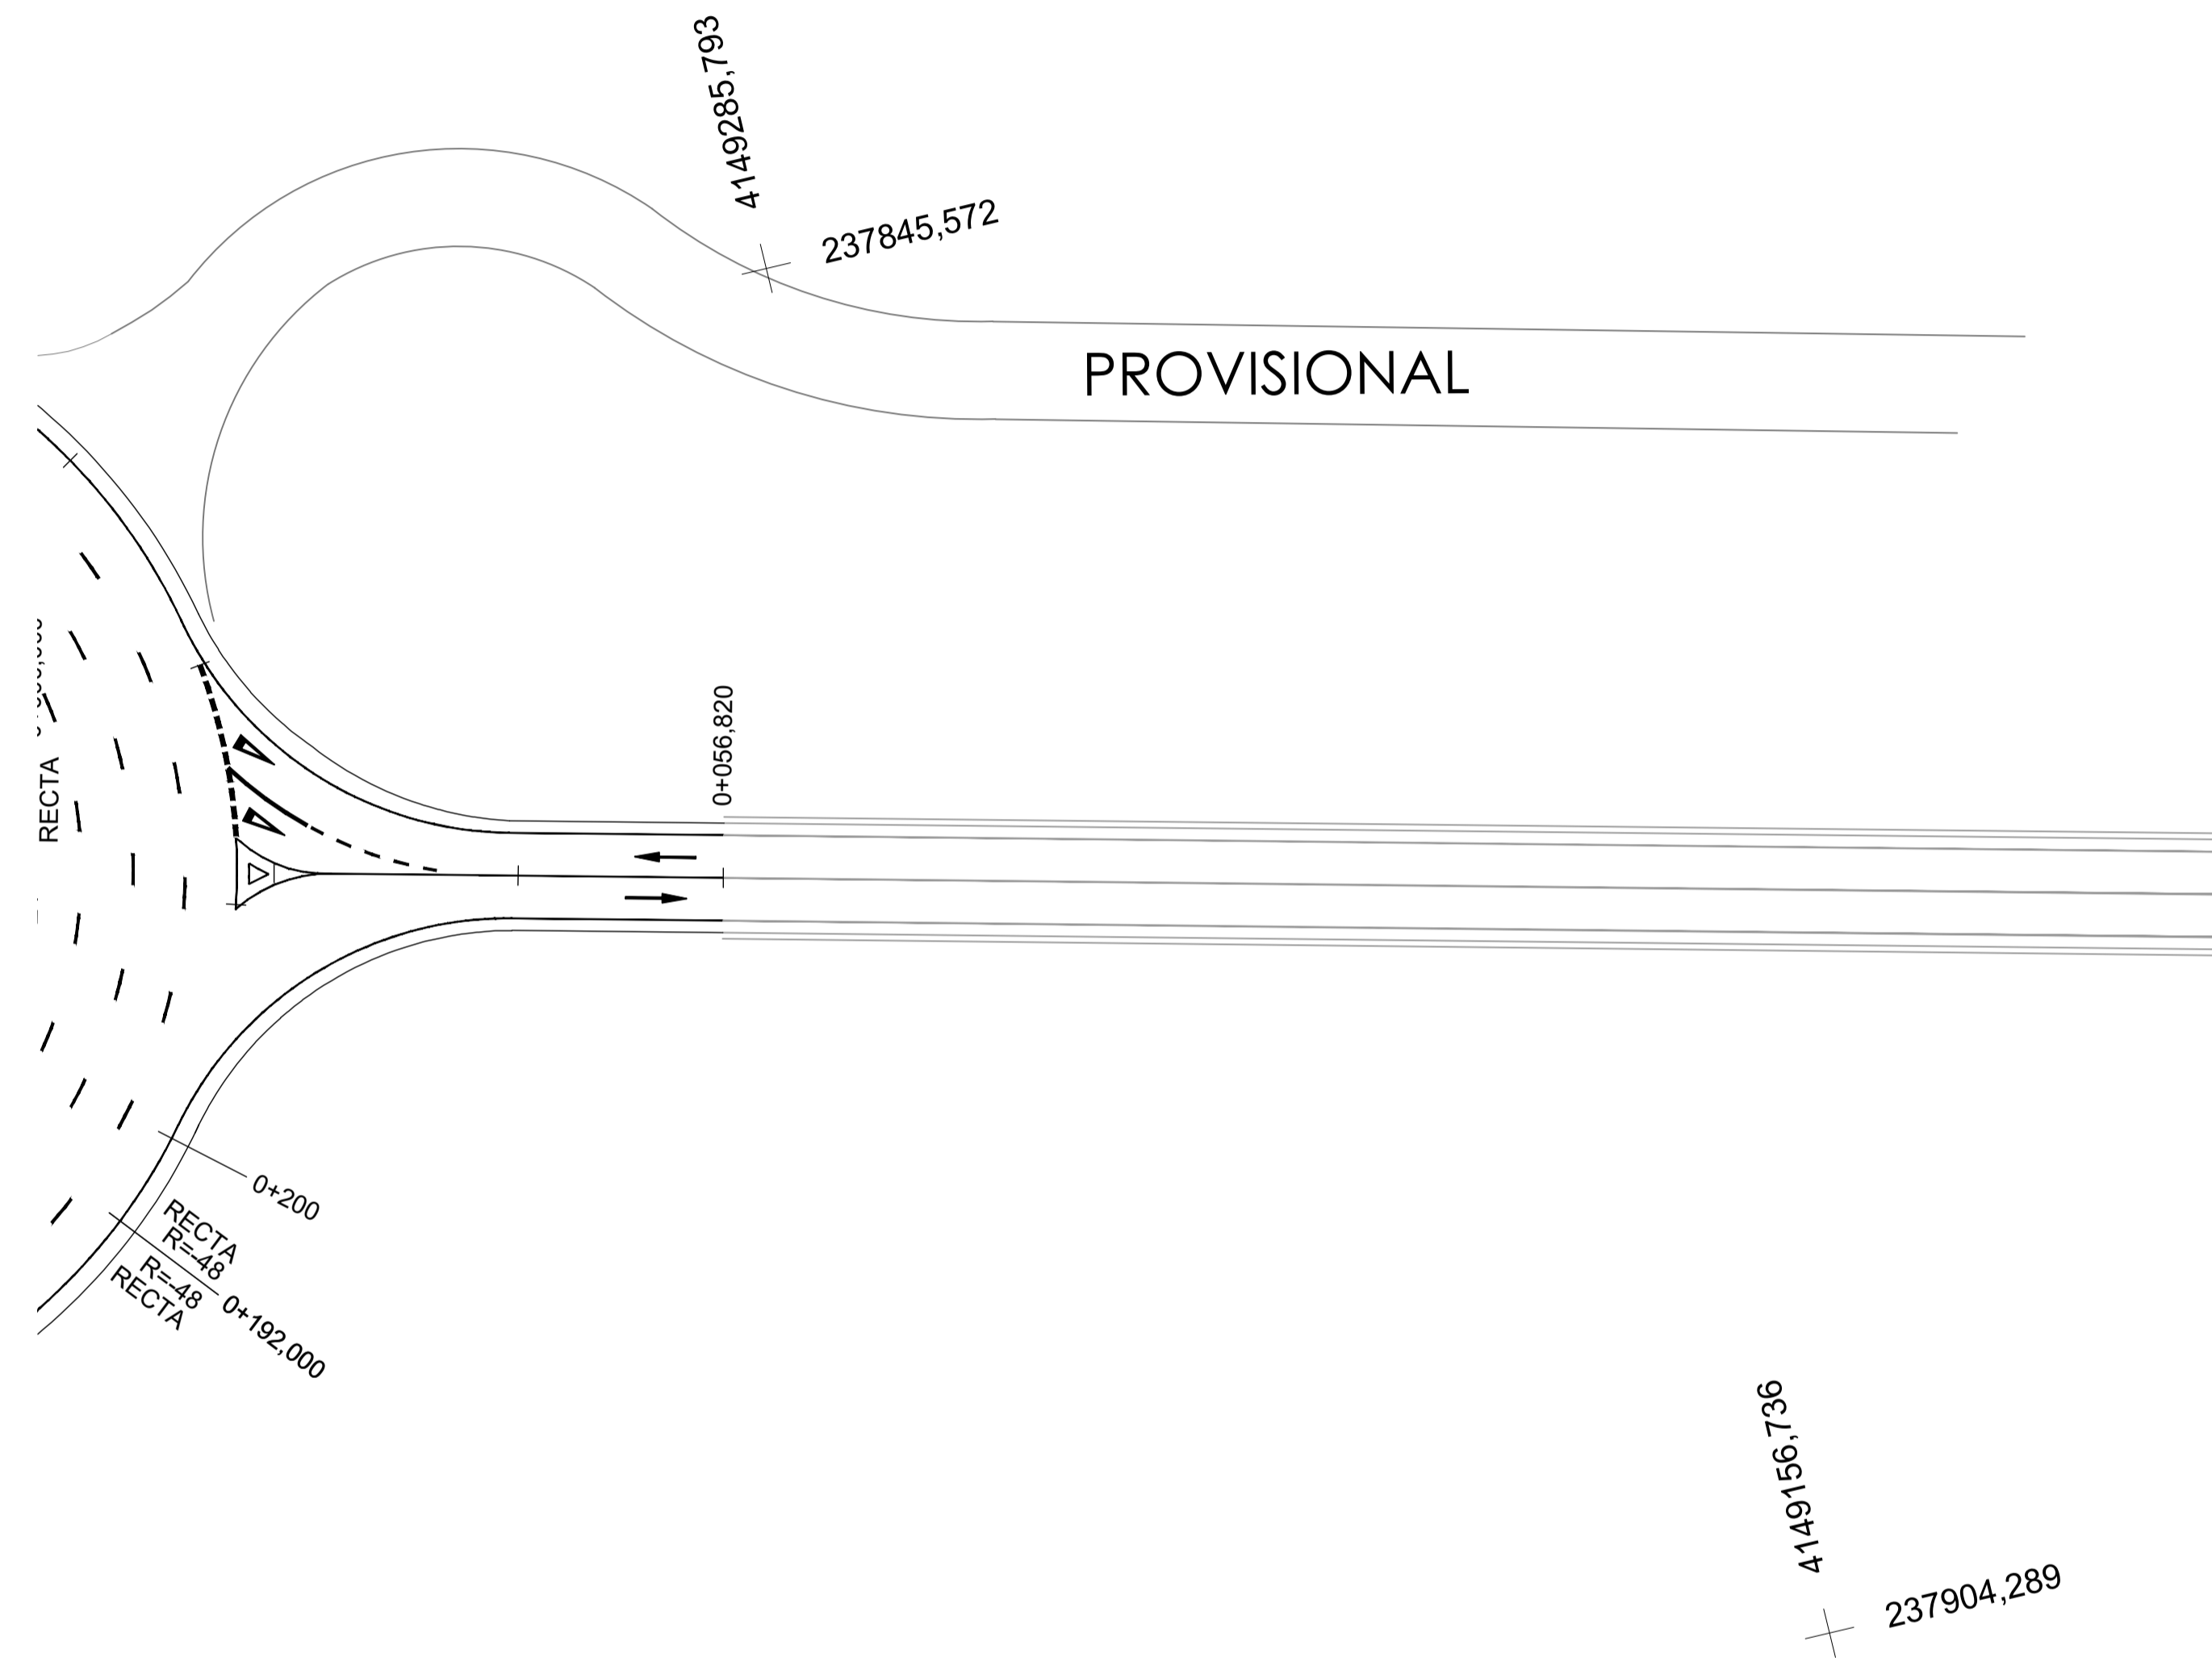 4149285,793
237845,572
PROVISIONAL
0+056,820
RECTA
0+200
RECTA
R=-48
R=-48
RECTA
0+192,000
4149156,736
237904,289